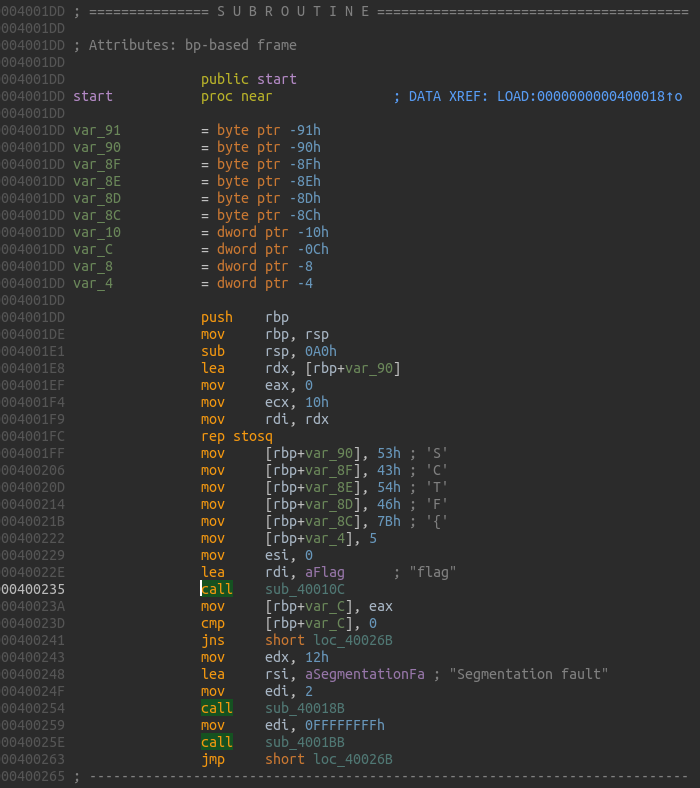 004001DD ; =============== S U B R O U T I N E =======================================
004001DD
004001DD ; Attributes: bp-based frame
004001DD
004001DD public start
004001DD start proc near ; DATA XREF: LOAD:0000000000400018↑o
004001DD
004001DD var_91 = byte ptr -91h
004001DD var_90 = byte ptr -90h
004001DD var_8F = byte ptr -8Fh
004001DD var_8E = byte ptr -8Eh
004001DD var_8D = byte ptr -8Dh
004001DD var_8C = byte ptr -8Ch
004001DD var_10 = dword ptr -10h
004001DD var_C = dword ptr -0Ch
004001DD var_8 = dword ptr -8
004001DD var_4 = dword ptr -4
004001DD
004001DD push rbp
004001DE mov rbp, rsp
004001E1 sub rsp, 0A0h
004001E8 lea rdx, [rbp+var_90]
004001EF mov eax, 0
004001F4 mov ecx, 10h
004001F9 mov rdi, rdx
004001FC rep stosq
004001FF mov [rbp+var_90], 53h ; 'S'
00400206 mov [rbp+var_8F], 43h ; 'C'
0040020D mov [rbp+var_8E], 54h ; 'T'
00400214 mov [rbp+var_8D], 46h ; 'F'
0040021B mov [rbp+var_8C], 7Bh ; '{'
00400222 mov [rbp+var_4], 5
00400229 mov esi, 0
0040022E lea rdi, aFlag ; "flag"
00400235 call sub_40010C
0040023A mov [rbp+var_C], eax
0040023D cmp [rbp+var_C], 0
00400241 jns short loc_40026B
00400243 mov edx, 12h
00400248 lea rsi, aSegmentationFa ; "Segmentation fault"
0040024F mov edi, 2
00400254 call sub_40018B
00400259 mov edi, 0FFFFFFFFh
0040025E call sub_4001BB
00400263 jmp short loc_40026B
00400265 ; ---------------------------------------------------------------------------